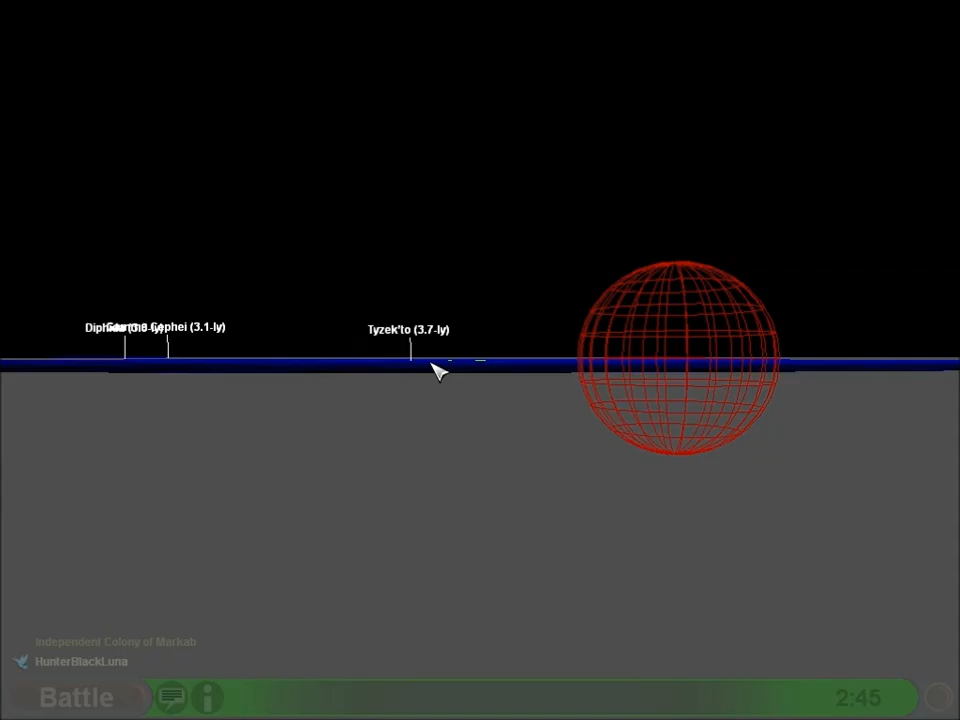 Cephei (3.1-ly)
Tyzek'to (3.7-ly)
Independent Colony of Markab
HunterBlackLuna
Battle
2:45